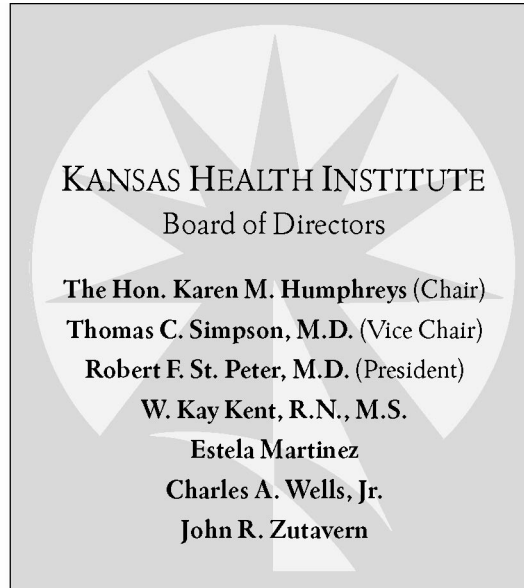 KANSAS HEALTH INSTITUTE
Board of Directors
The Hon. Karen M. Humphreys (Chair)
Thomas C. Simpson, M.D. (Vice Chair)
Robert F. St. Peter, M.D. (President)
W. Kay Kent, R.N., M.S.
Estela Martinez
Charles A. Wells, Jr.
John R. Zutavern